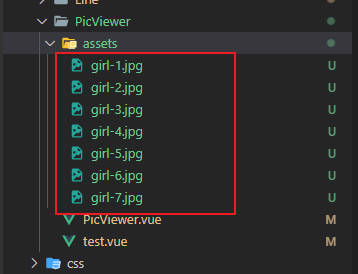 Line
PicViewer
assets
girl-1.jpg U
girl-2.jpg U
girl-3.jpg U
girl-4.jpg U
girl-5.jpg U
girl-6.jpg U
girl-7.jpg U
PicViewer.vue M
test.vue M
css